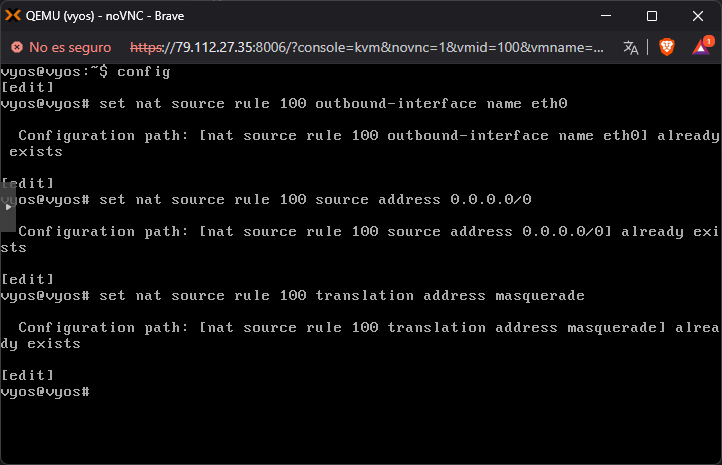 QEMU (vyos) - noVNC - Brave
No es seguro https://79.112.27.35:8006/?console=kvm&novnc=1&vmid=100&vmname=... 1
vyos@vyos:~$ config
[edit]
vyos@vyos# set nat source rule 100 outbound-interface name eth0
Configuration path: [nat source rule 100 outbound-interface name eth0] already
exists
[edit]
vyos@vyos# set nat source rule 100 source address 0.0.0.0/0
Configuration path: [nat source rule 100 source address 0.0.0.0/0] already exi
sts
[edit]
vyos@vyos# set nat source rule 100 translation address masquerade
Configuration path: [nat source rule 100 translation address masquerade] alrea
dy exists
[edit]
vyos@vyos#